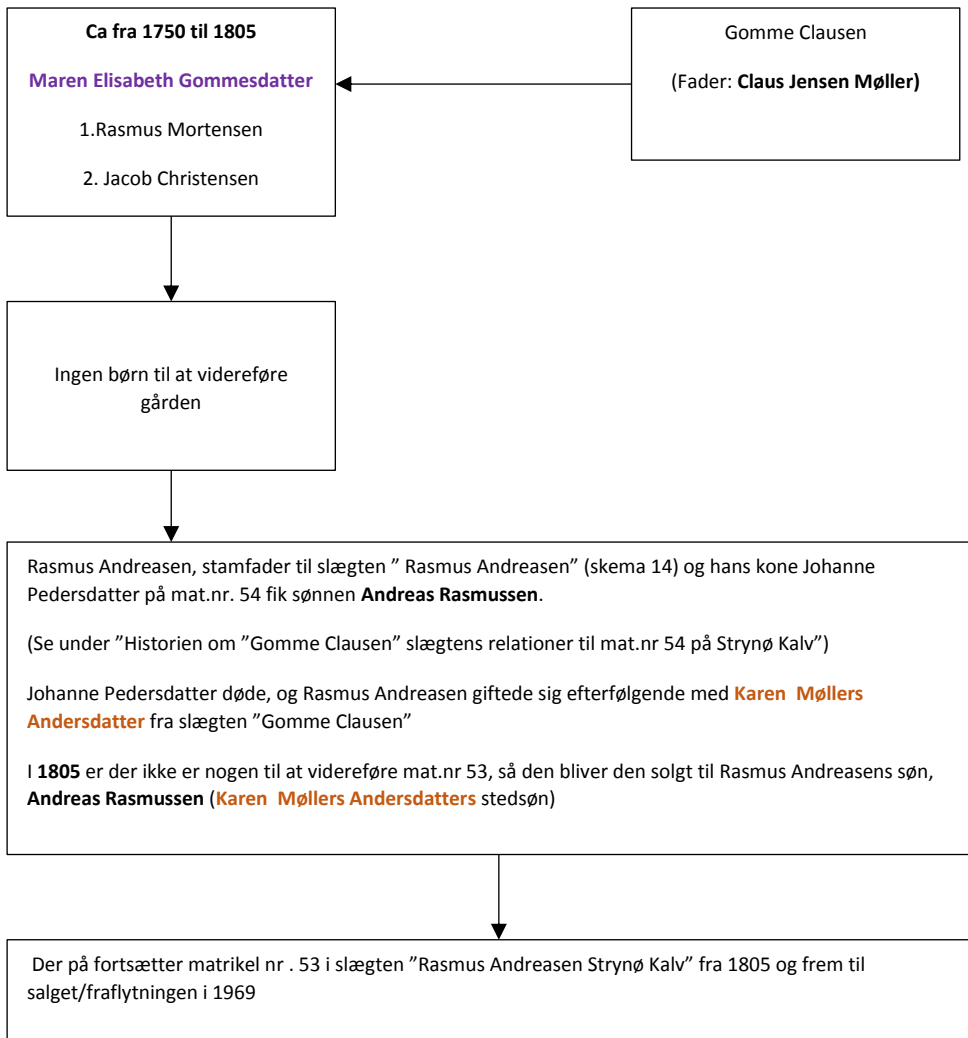 Ca fra 1750 til 1805
Maren Elisabeth Gommesdatter
1.Rasmus Mortensen
2. Jacob Christensen
Gomme Clausen
(Fader: Claus Jensen Møller)
Ingen børn til at videreføre
gården
Rasmus Andreasen, stamfader til slægten ” Rasmus Andreasen” (skema 14) og hans kone Johanne
Pedersdatter på mat.nr. 54 fik sønnen Andreas Rasmussen.
(Se under ”Historien om ”Gomme Clausen” slægtens relationer til mat.nr 54 på Strynø Kalv”)
Johanne Pedersdatter døde, og Rasmus Andreasen giftede sig efterfølgende med Karen Møllers
Andersdatter fra slægten ”Gomme Clausen”
I 1805 er der ikke er nogen til at videreføre mat.nr 53, så den bliver den solgt til Rasmus Andreasens søn,
Andreas Rasmussen (Karen Møllers Andersdatters stedsøn)
Der på fortsætter matrikel nr . 53 i slægten ”Rasmus Andreasen Strynø Kalv” fra 1805 og frem til
salget/fraflytningen i 1969